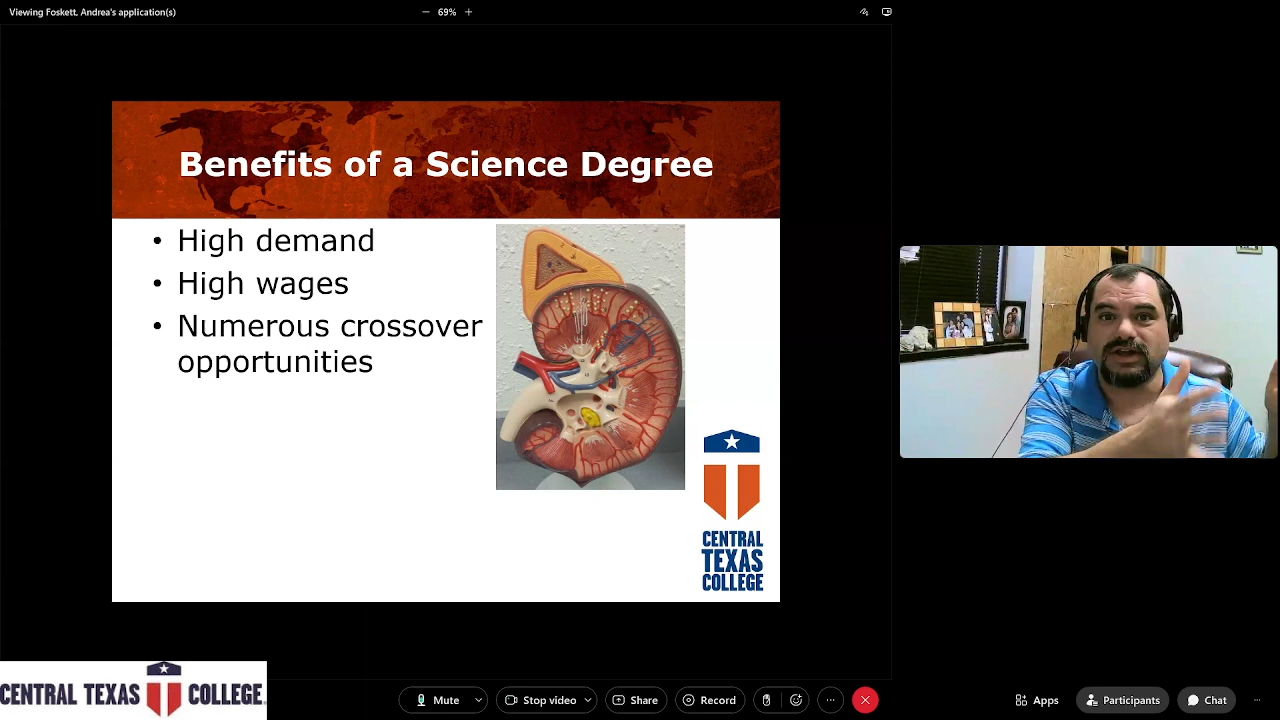 Viewing Foskett, Andrea's application(s)
69%
Benefits of a Science Degree
• High demand
• High wages
• Numerous crossover
opportunities
CENTRAL
TEXAS
COLLEGE
CENTRAL TEXAS COLLEGE
Mute
Stop video
Share
Record
Apps
Participants
Chat